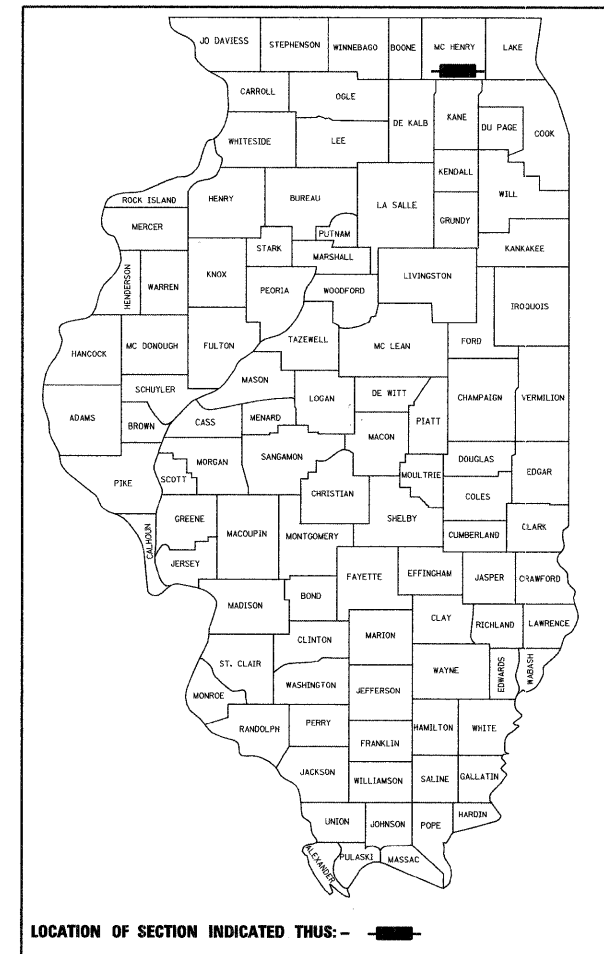 JO DAVIESS STEPHENSON WINNEBAGO BOONE MC HENRY LAKE
CARROLL OGLE DE KALB KANE DU PAGE COOK
WHITESIDE LEE
KENDALL
ROCK ISLAND HENRY BUREAU LA SALLE WILL
MERCER PUTNAM GRUNDY
STARK MARSHALL KANKAKEE
HENDERSON WARREN KNOX PEORIA WOODFORD LIVINGSTON IROQUOIS
HANCOCK MC DONOUGH FULTON TAZEWELL MC LEAN FORD
SCHUYLER MASON
ADAMS BROWN CASS MENARD LOGAN DE WITT PIATT CHAMPAIGN VERMILION
MACON
PIKE SCOTT MORGAN SANGAMON MOULTRIE DOUGLAS EDGAR
CHRISTIAN COLES
CALHOUN GREENE MACOUPIN MONTGOMERY SHELBY CUMBERLAND CLARK
JERSEY
FAYETTE EFFINGHAM JASPER CRAWFORD
MADISON BOND
CLAY RICHLAND LAWRENCE
CLINTON MARION
ST. CLAIR WAYNE EDWARDS WABASH
WASHINGTON JEFFERSON
MONROE
RANDOLPH PERRY HAMILTON WHITE
FRANKLIN
JACKSON WILLIAMSON SALINE GALLATIN
UNION JOHNSON POPE HARDIN
ALEXANDER PULASKI MASSAC
LOCATION OF SECTION INDICATED THUS: -